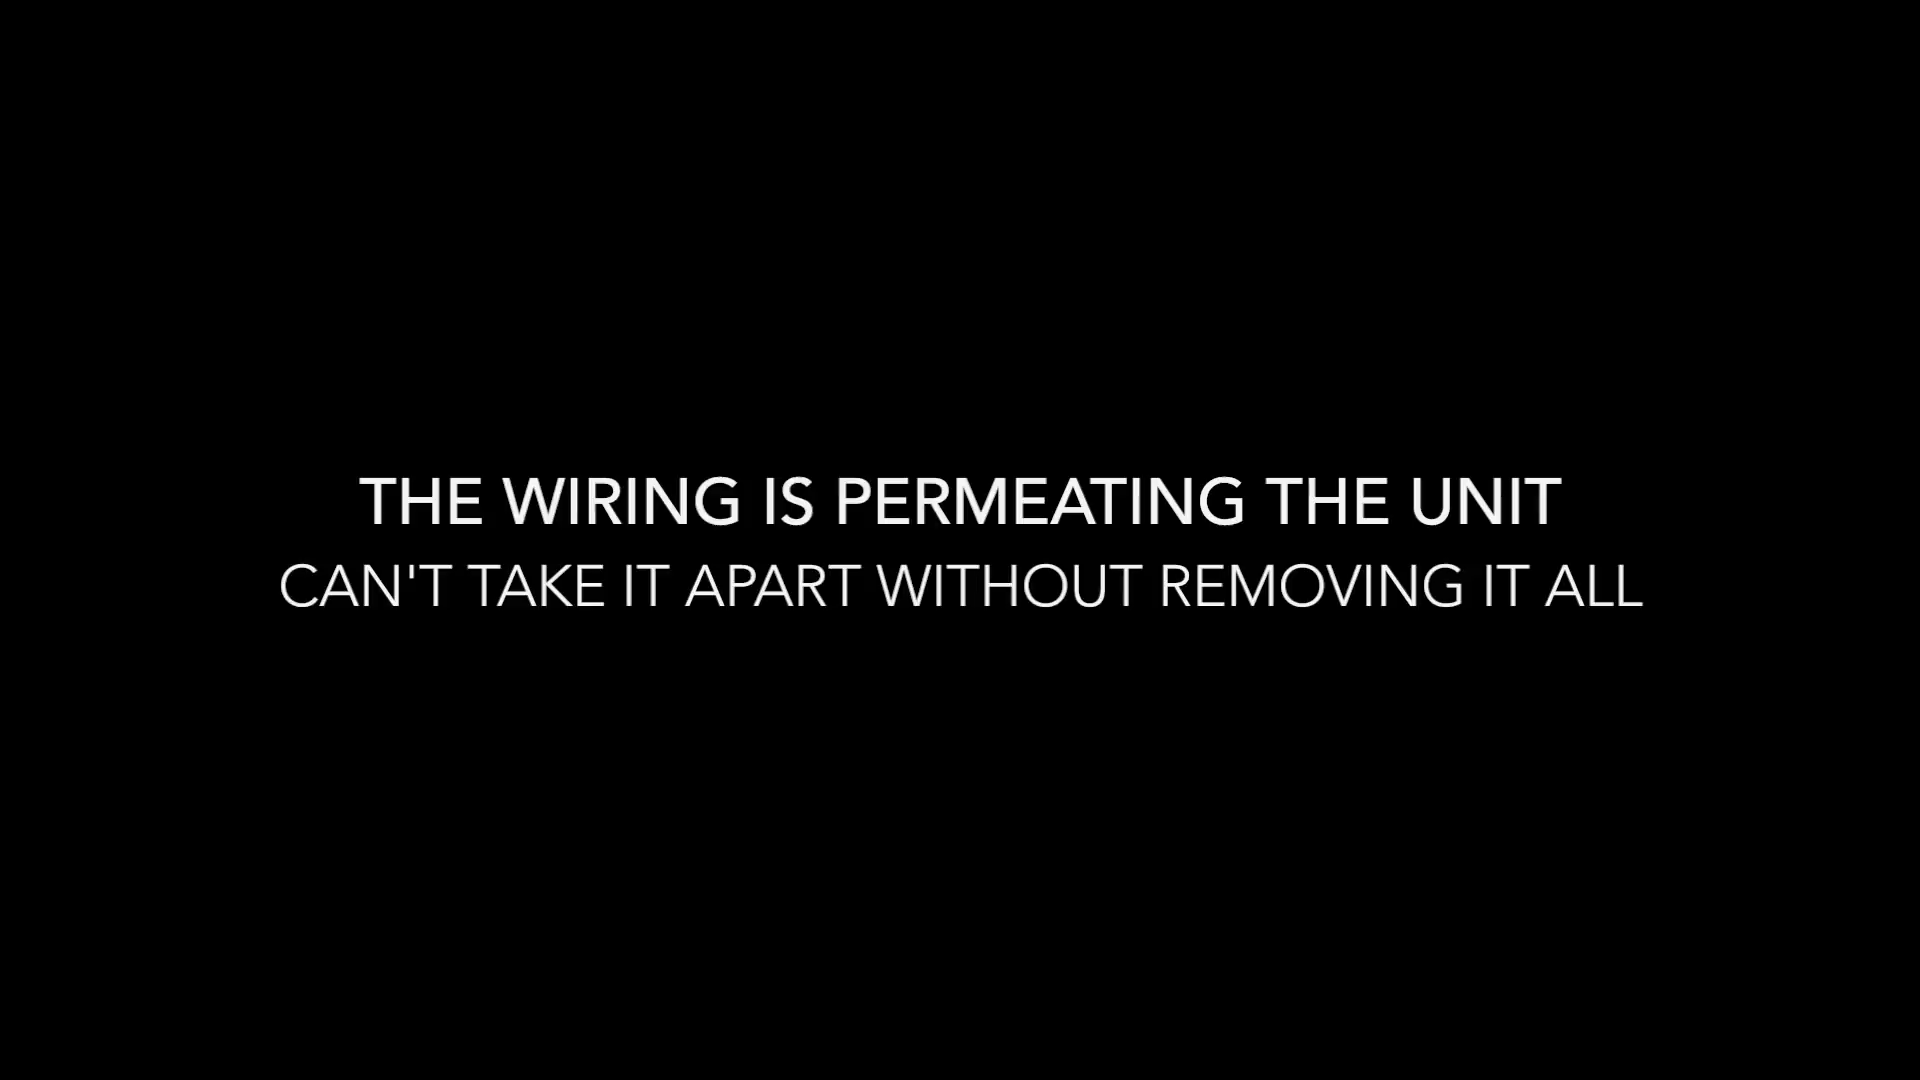 THE WIRING IS PERMEATING THE UNIT
CAN'T TAKE IT APART WITHOUT REMOVING IT ALL